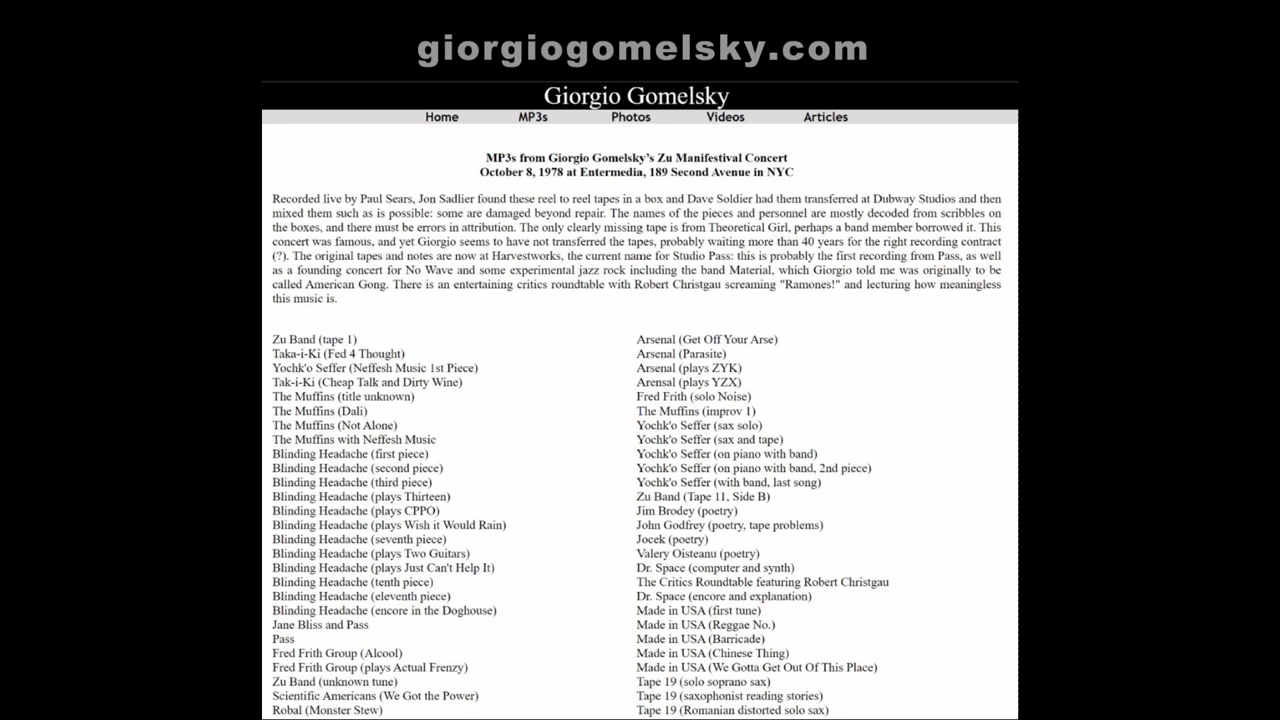 giorgiogomelsky.com
Giorgio Gomelsky
Home MP3s Photos Videos Articles
MP3s from Giorgio Gomelsky's Zu Manifestival Concert
October 8, 1978 at Entermedia, 189 Second Avenue in NYC
Recorded live by Paul Sears, Jon Sadlier found these reel to reel tapes in a box and Dave Soldier had them transferred at Dubway Studios and then
mixed them such as is possible: some are damaged beyond repair. The names of the pieces and personnel are mostly decoded from scribbles on
the boxes, and there must be errors in attribution. The only clearly missing tape is from Theoretical Girl, perhaps a band member borrowed it. This
concert was famous, and yet Giorgio seems to have not transferred the tapes, probably waiting more than 40 years for the right recording contract
(?). The original tapes and notes are now at Harvestworks, the current name for Studio Pass: this is probably the first recording from Pass, as well
as a founding concert for No Wave and some experimental jazz rock including the band Material, which Giorgio told me was originally to be
called American Gong. There is an entertaining critics roundtable with Robert Christgau screaming "Ramones!" and lecturing how meaningless
this music is.
Zu Band (tape 1)
Taka-i-Ki (Fed 4 Thought)
Yochk'o Seffer (Neffesh Music 1st Piece)
Tak-i-Ki (Cheap Talk and Dirty Wine)
The Muffins (title unknown)
The Muffins (Dali)
The Muffins (Not Alone)
The Muffins with Neffesh Music
Blinding Headache (first piece)
Blinding Headache (second piece)
Blinding Headache (third piece)
Blinding Headache (plays Thirteen)
Blinding Headache (plays CPPO)
Blinding Headache (plays Wish it Would Rain)
Blinding Headache (seventh piece)
Blinding Headache (plays Two Guitars)
Blinding Headache (plays Just Can't Help It)
Blinding Headache (tenth piece)
Blinding Headache (eleventh piece)
Blinding Headache (encore in the Doghouse)
Jane Bliss and Pass
Pass
Fred Frith Group (Alcool)
Fred Frith Group (plays Actual Frenzy)
Zu Band (unknown tune)
Scientific Americans (We Got the Power)
Robal (Monster Stew)
Arsenal (Get Off Your Arse)
Arsenal (Parasite)
Arsenal (plays ZYK)
Arensal (plays YZX)
Fred Frith (solo Noise)
The Muffins (improv 1)
Yochk'o Seffer (sax solo)
Yochk'o Seffer (sax and tape)
Yochk'o Seffer (on piano with band)
Yochk'o Seffer (on piano with band, 2nd piece)
Yochk'o Seffer (with band, last song)
Zu Band (Tape 11, Side B)
Jim Brodey (poetry)
John Godfrey (poetry, tape problems)
Jocek (poetry)
Valery Oisteanu (poetry)
Dr. Space (computer and synth)
The Critics Roundtable featuring Robert Christgau
Dr. Space (encore and explanation)
Made in USA (first tune)
Made in USA (Reggae No.)
Made in USA (Barricade)
Made in USA (Chinese Thing)
Made in USA (We Gotta Get Out Of This Place)
Tape 19 (solo soprano sax)
Tape 19 (saxophonist reading stories)
Tape 19 (Romanian distorted solo sax)